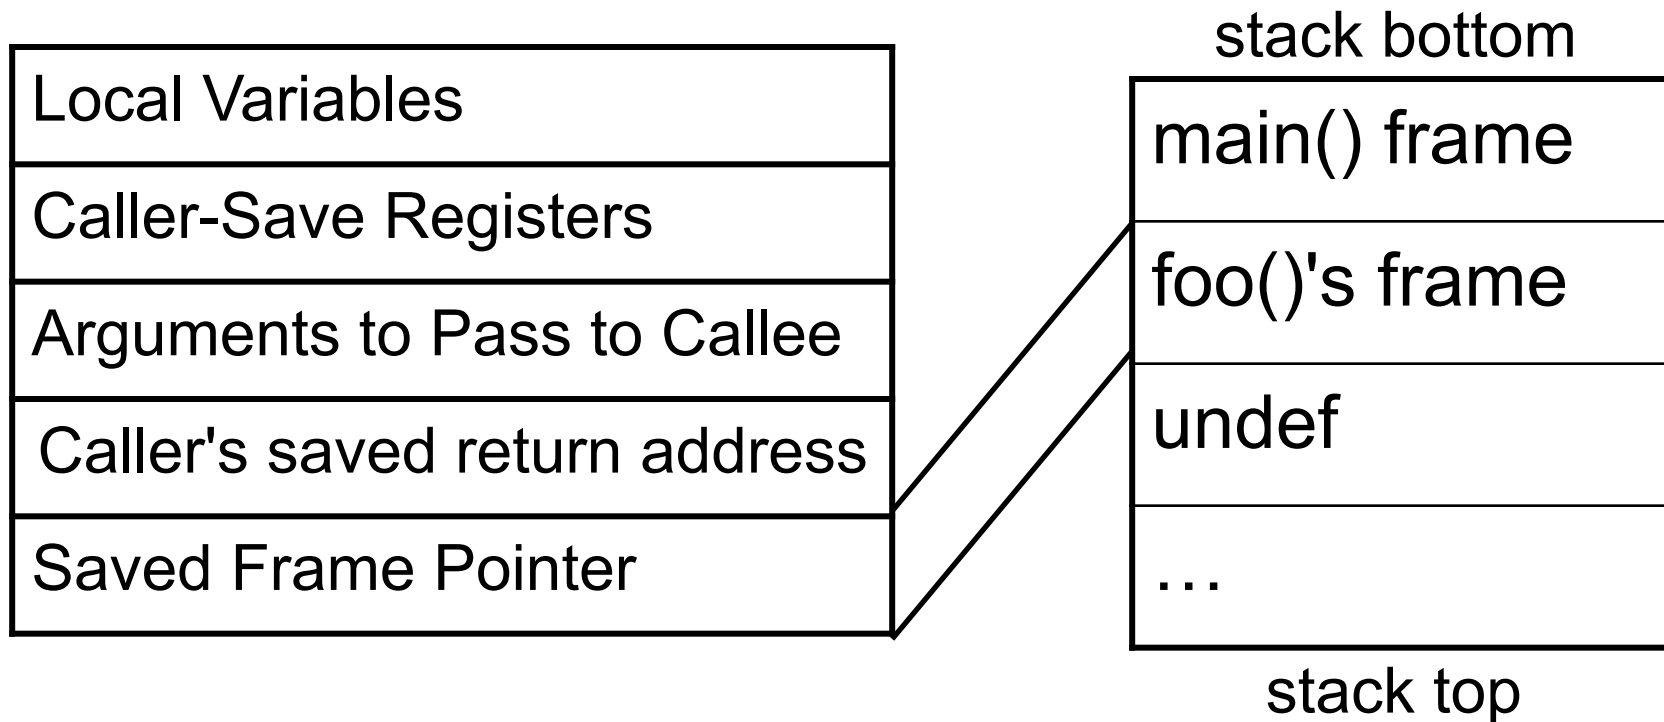 Local Variables
Caller-Save Registers
Arguments to Pass to Callee
Caller's saved return address
Saved Frame Pointer
stack bottom
main() frame
foo()'s frame
undef
…
stack top